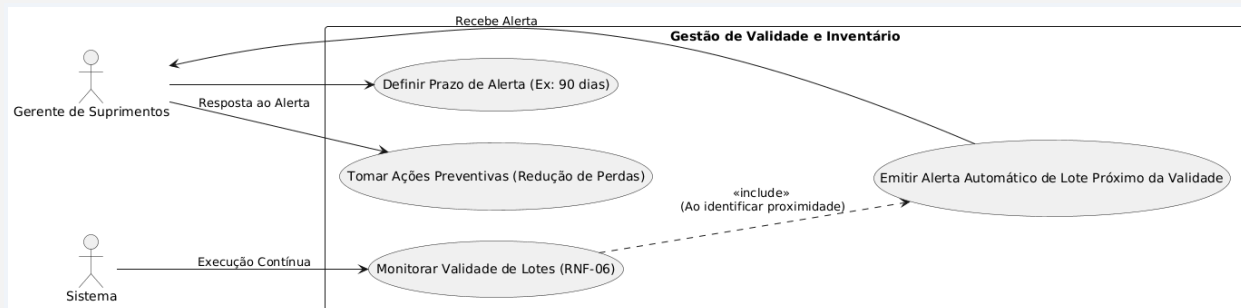 Recebe Alerta
Gestão de Validade e Inventário
Definir Prazo de Alerta (Ex: 90 dias)
Gerente de Suprimentos
Resposta ao Alerta
Tomar Ações Preventivas (Redução de Perdas)
Emitir Alerta Automático de Lote Próximo da Validade
«include»
(Ao identificar proximidade)
Execução Contínua
Monitorar Validade de Lotes (RNF-06)
Sistema